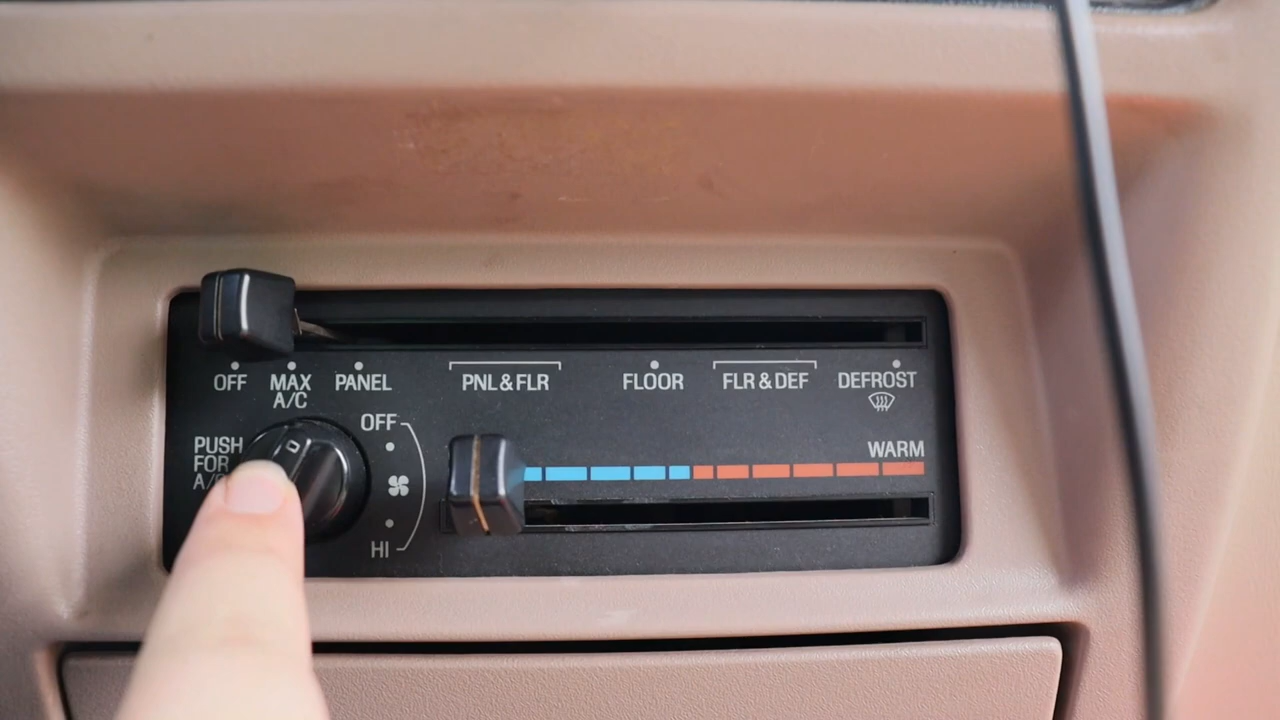 OFF MAX PANEL PNL & FLR FLOOR FLR & DEF DEFROST
A/C
OFF
PUSH
FOR
WARM
HI